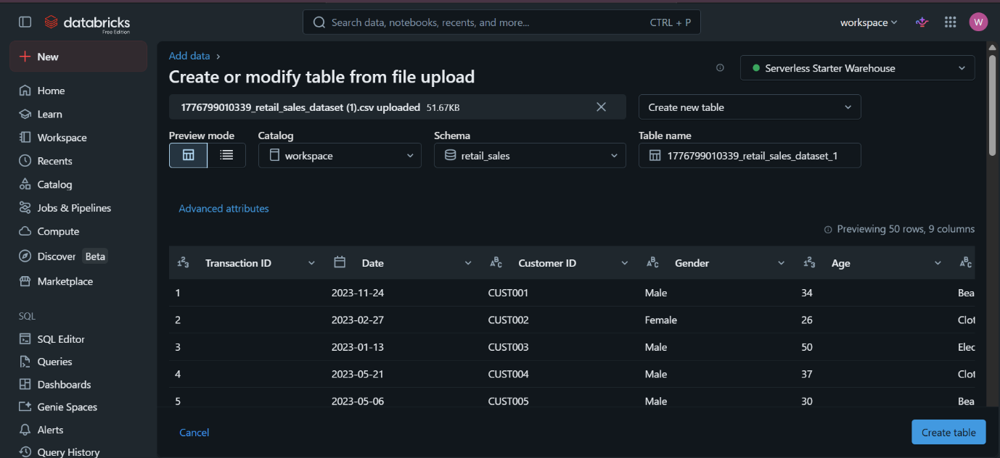 databricks
Free Edition
Search data, notebooks, recents, and more...
CTRL + P
workspace
W
New
Home
Learn
Workspace
Recents
Catalog
Jobs & Pipelines
Compute
Discover Beta
Marketplace
SQL
SQL Editor
Queries
Dashboards
Genie Spaces
Alerts
Query History
Add data ›
Create or modify table from file upload
Serverless Starter Warehouse
1776799010339_retail_sales_dataset (1).csv uploaded 51.67KB
Create new table
Preview mode Catalog Schema Table name
workspace retail_sales 1776799010339_retail_sales_dataset_1
Advanced attributes
Previewing 50 rows, 9 columns
Transaction ID Date Customer ID Gender Age
1 2023-11-24 CUST001 Male 34 Bea
2 2023-02-27 CUST002 Female 26 Clot
3 2023-01-13 CUST003 Male 50 Elec
4 2023-05-21 CUST004 Male 37 Clot
5 2023-05-06 CUST005 Male 30 Bea
Cancel Create table